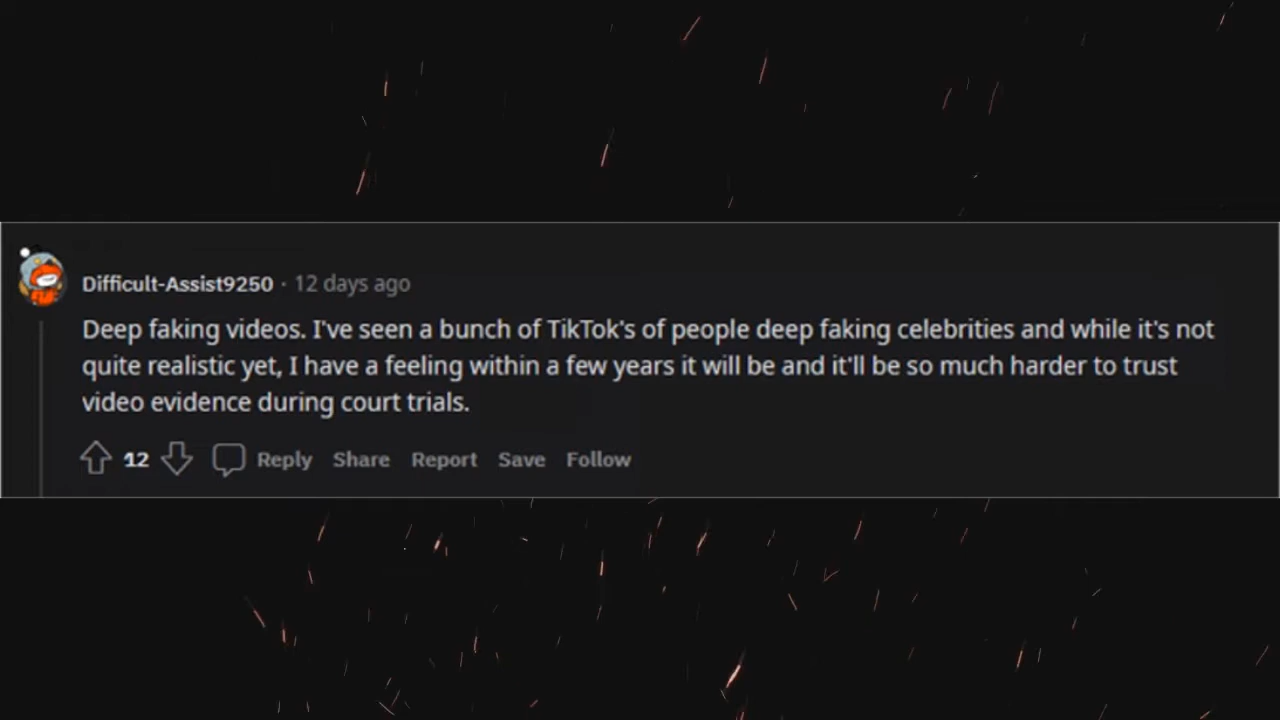 Difficult-Assist9250 · 12 days ago
Deep faking videos. I've seen a bunch of TikTok's of people deep faking celebrities and while it's not
quite realistic yet, I have a feeling within a few years it will be and it'll be so much harder to trust
video evidence during court trials.
12 Reply Share Report Save Follow